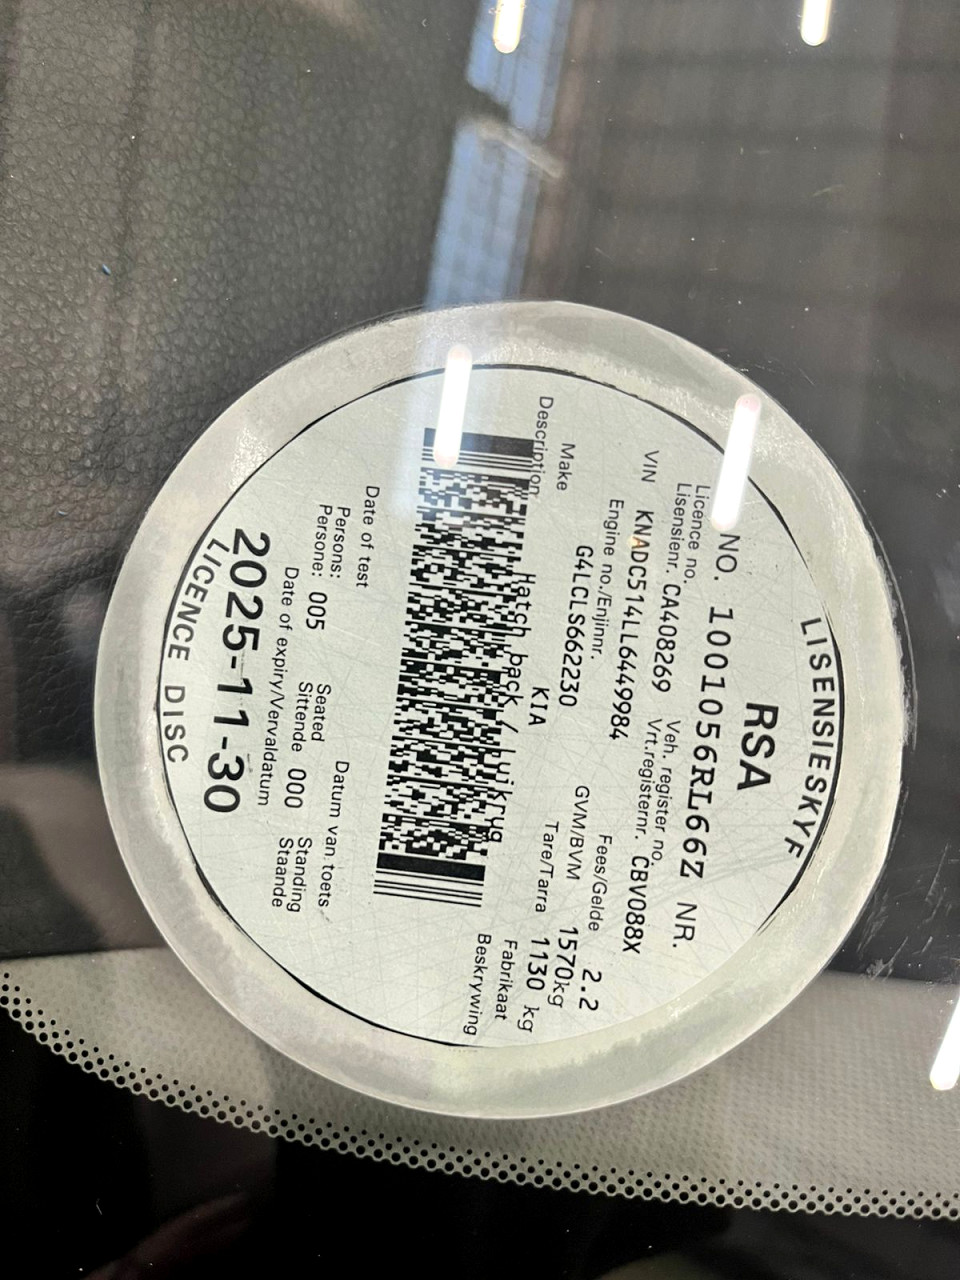 LISENSIESKYF
RSA
NO. 1001056RL66Z NR.
Licence no. Veh. register no.
Lisensienr. CA408269 Vrt.registernr. CBV088X
VIN KNADC514LL6449984
Engine no./Enjinnr. Fees/Gelde 2.2
G4LCLS662230 GVM/BVM 1570kg
Make KIA Tare/Tarra 1130 kg
Fabrikaat
Description Hatch back / Luikrug Beskrywing
Date of test Datum van toets
Persons: Seated Standing
Persone: 005 Sittende 000 Staande
Date of expiry/Vervaldatum
2025-11-30
LICENCE DISC